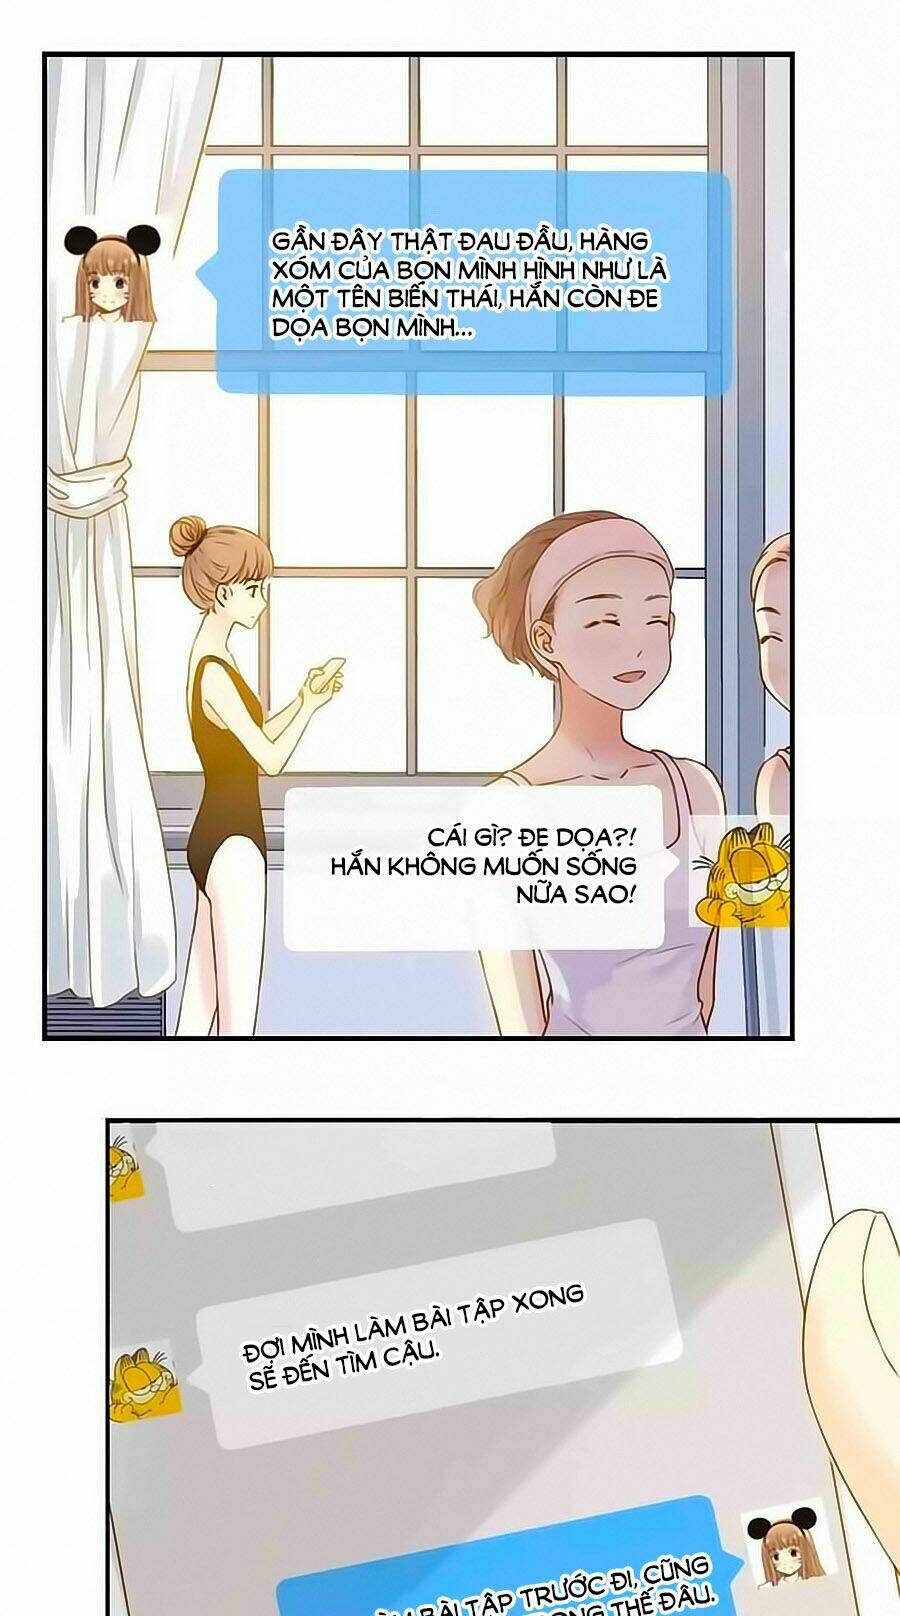 GẦN ĐÂY THẬT ĐAU ĐẦU, HÀNG
XÓM CỦA BỌN MÌNH HÌNH NHƯ LÀ
MỘT TÊN BIẾN THÁI, HẮN CÒN ĐE
DỌA BỌN MÌNH...
CÁI GÌ? ĐE DỌA?!
HẮN KHÔNG MUỐN SỐNG
NỮA SAO!
ĐỢI MÌNH LÀM BÀI TẬP XONG
SẼ ĐẾN TÌM CẬU.
BÀI TẬP TRƯỚC ĐI, CŨNG
THẾ ĐÂU.